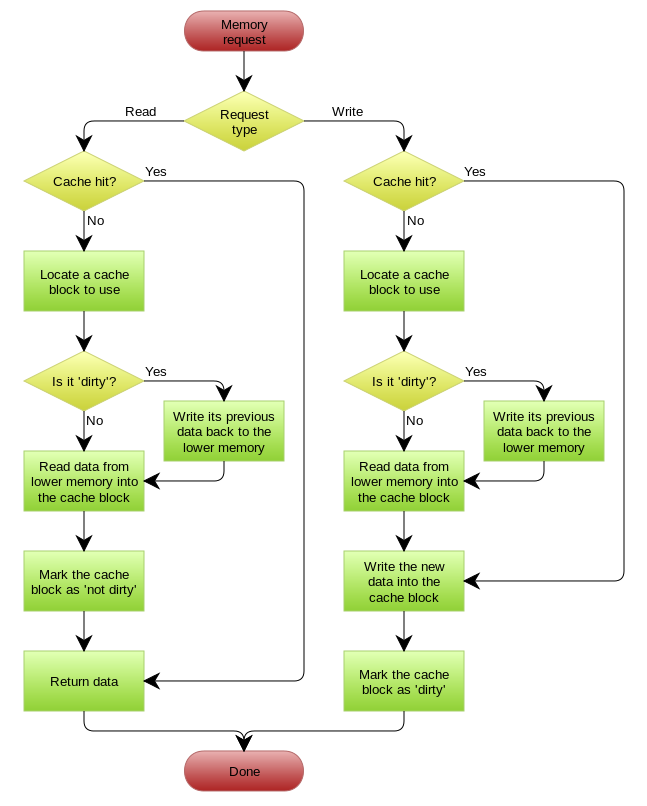 Memory
request
Request
type
Read
Write
Cache hit?
Yes
No
Locate a cache
block to use
Is it 'dirty'?
Yes
No
Write its previous
data back to the
lower memory
Read data from
lower memory into
the cache block
Mark the cache
block as 'not dirty'
Return data
Cache hit?
Yes
No
Locate a cache
block to use
Is it 'dirty'?
Yes
No
Write its previous
data back to the
lower memory
Read data from
lower memory into
the cache block
Write the new
data into the
cache block
Mark the cache
block as 'dirty'
Done